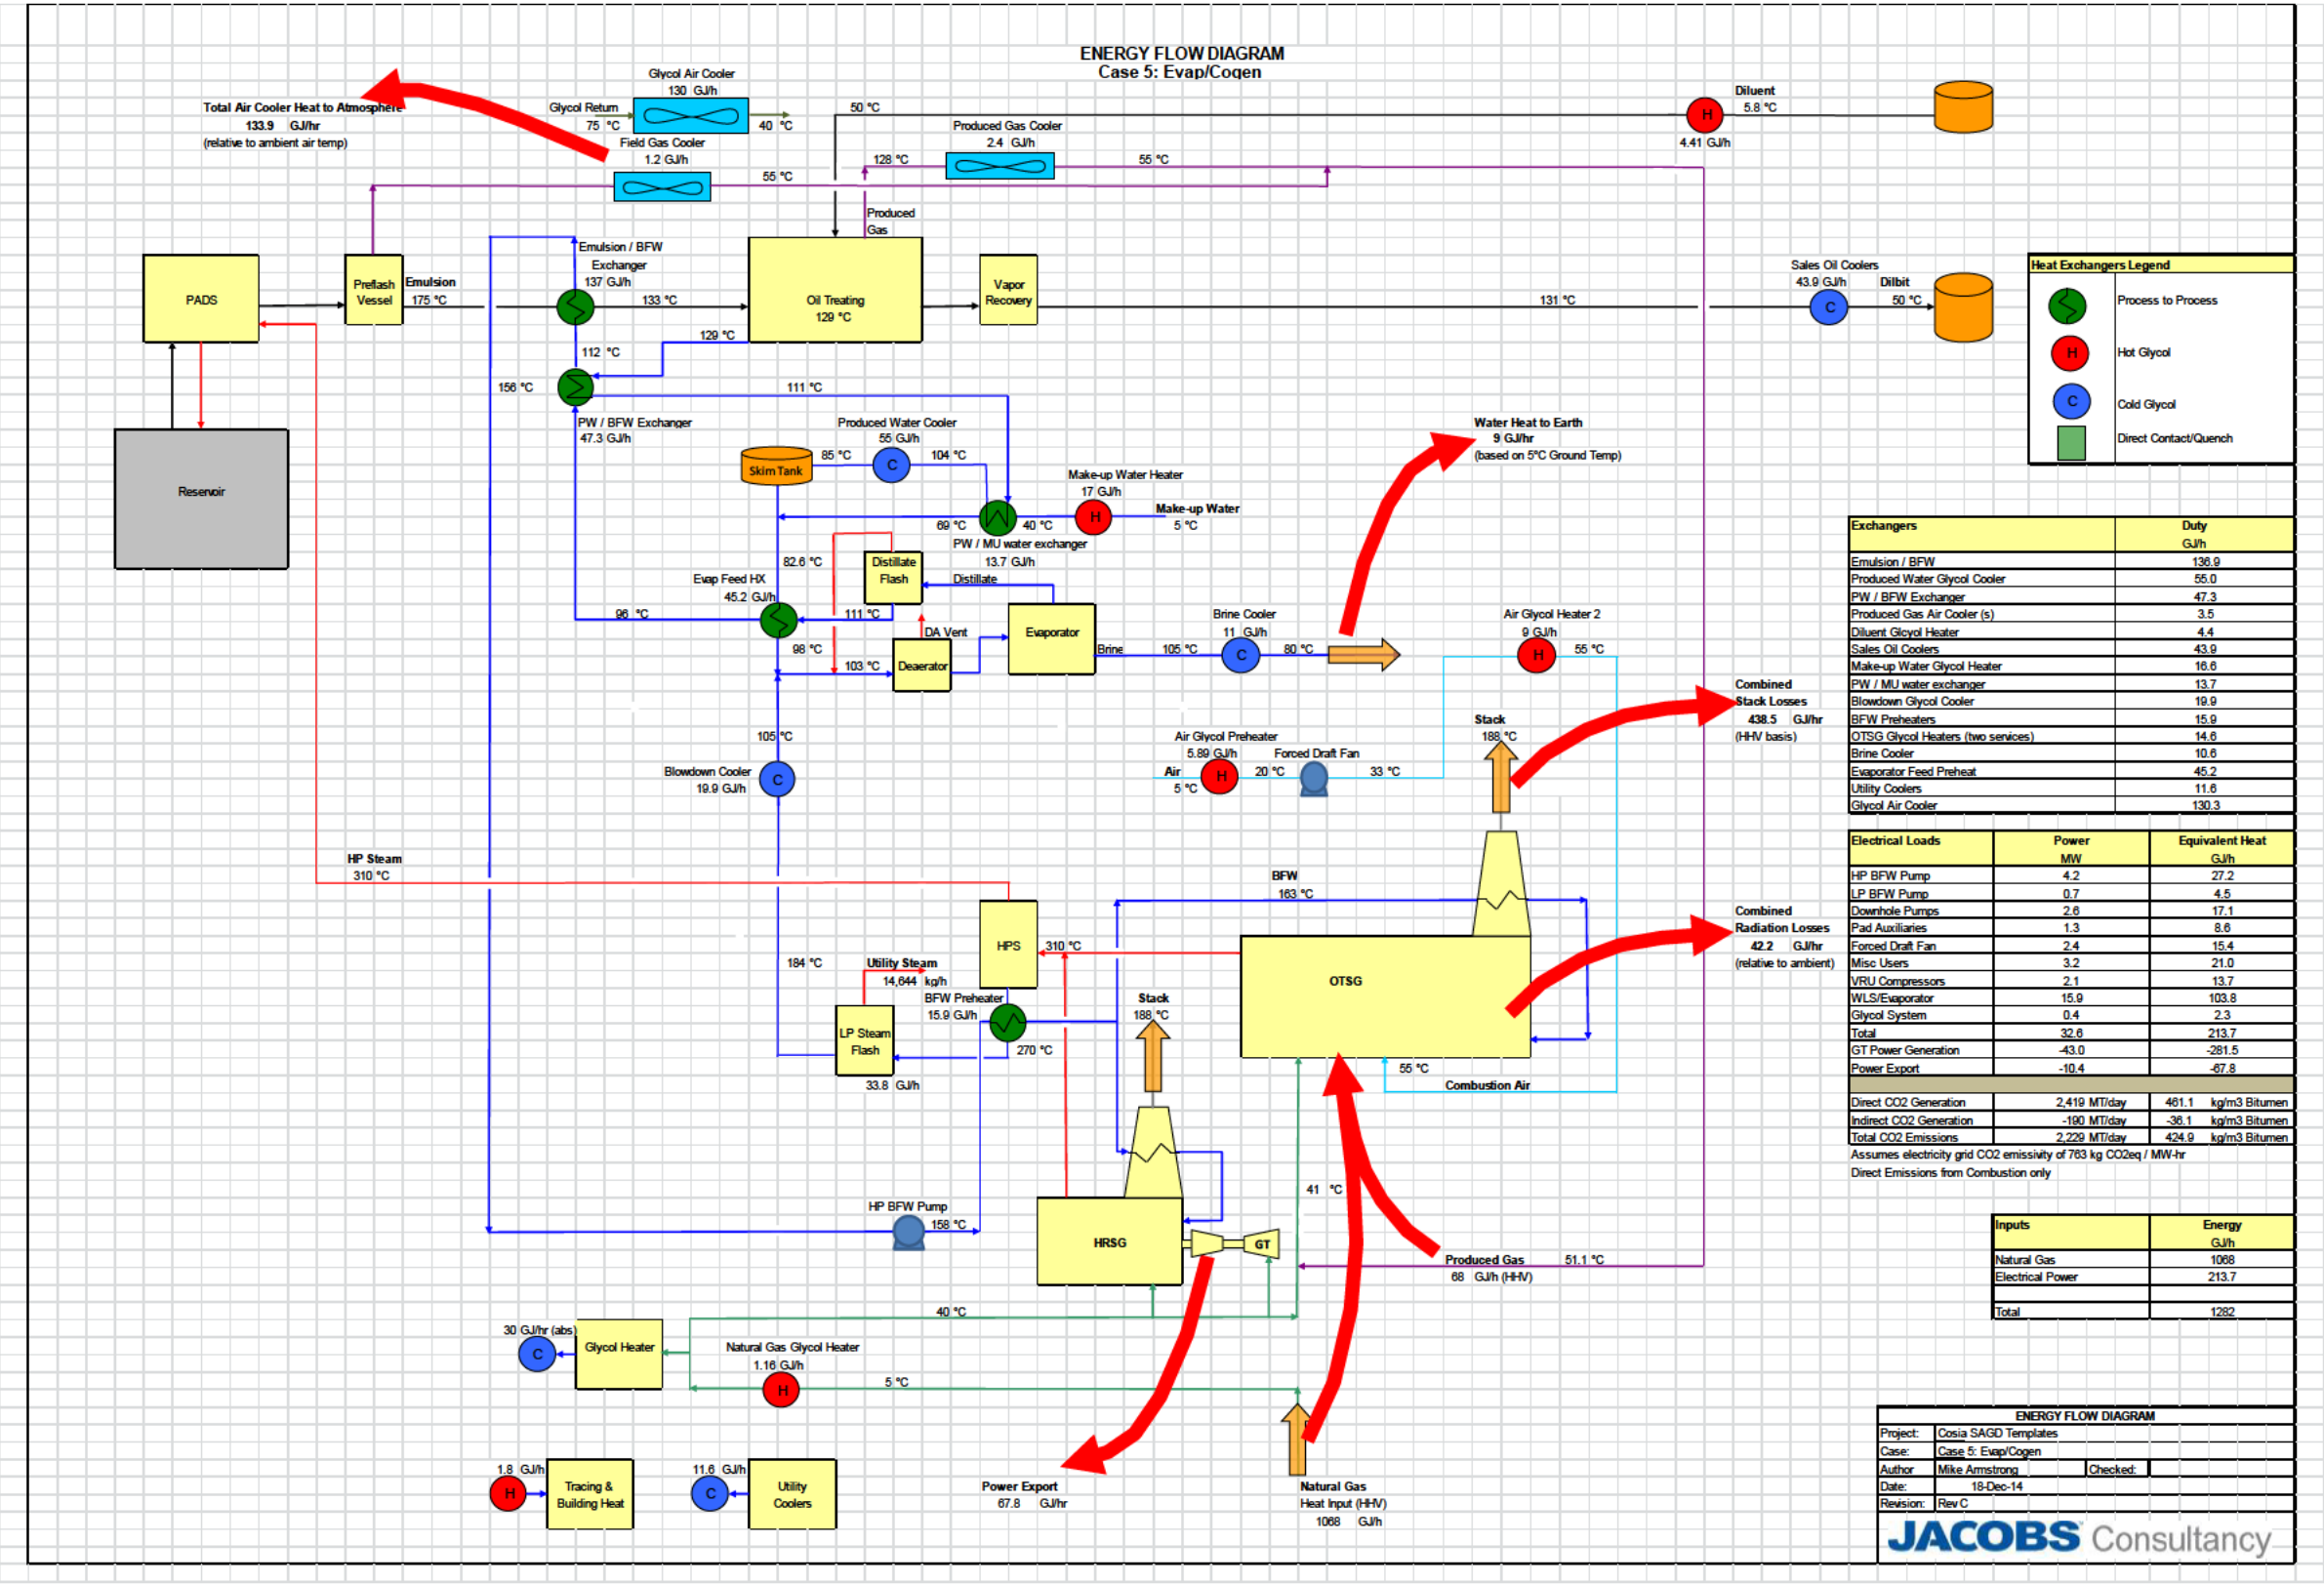 ENERGY FLOW DIAGRAM
Case 5: Evap/Cogen
Glycol Air Cooler
130 GJ/h
Glycol Return
75 °C
40 °C
Total Air Cooler Heat to Atmosphere
133.9 GJ/hr
(relative to ambient air temp)
Field Gas Cooler
1.2 GJ/h
55 °C
50 °C
Produced Gas Cooler
2.4 GJ/h
128 °C
55 °C
Diluent
5.8 °C
H
4.41 GJ/h
Produced
Gas
PADS
Preflash
Vessel
Emulsion
175 °C
Emulsion / BFW
Exchanger
137 GJ/h
133 °C
Oil Treating
129 °C
Vapor
Recovery
131 °C
Sales Oil Coolers
43.9 GJ/h
C
Dilbit
50 °C
Heat Exchangers Legend
Process to Process
H
Hot Glycol
C
Cold Glycol
Direct Contact/Quench
129 °C
112 °C
156 °C
111 °C
PW / BFW Exchanger
47.3 GJ/h
Reservoir
Produced Water Cooler
55 GJ/h
Skim Tank
85 °C
C
104 °C
Make-up Water Heater
17 GJ/h
H
Make-up Water
5 °C
69 °C
40 °C
PW / MU water exchanger
13.7 GJ/h
Water Heat to Earth
9 GJ/hr
(based on 5°C Ground Temp)
82.6 °C
Distillate
Flash
Distillate
Evap Feed HX
45.2 GJ/h
96 °C
111 °C
DA Vent
Evaporator
98 °C
103 °C
Deaerator
Brine
105 °C
Brine Cooler
11 GJ/h
C
80 °C
Air Glycol Heater 2
9 GJ/h
H
55 °C
Exchangers Duty
GJ/h
Emulsion / BFW 136.9
Produced Water Glycol Cooler 55.0
PW / BFW Exchanger 47.3
Produced Gas Air Cooler (s) 3.5
Diluent Glcyol Heater 4.4
Sales Oil Coolers 43.9
Make-up Water Glycol Heater 16.6
PW / MU water exchanger 13.7
Blowdown Glycol Cooler 19.9
BFW Preheaters 15.9
OTSG Glycol Heaters (two services) 14.6
Brine Cooler 10.6
Evaporator Feed Preheat 45.2
Utility Coolers 11.6
Glycol Air Cooler 130.3
Combined
Stack Losses
438.5 GJ/hr
(HHV basis)
Stack
188 °C
105 °C
Blowdown Cooler
19.9 GJ/h
C
Air Glycol Preheater
5.89 GJ/h
Air
5 °C
H
20 °C
Forced Draft Fan
33 °C
HP Steam
310 °C
BFW
163 °C
HPS
310 °C
OTSG
Combined
Radiation Losses
42.2 GJ/hr
(relative to ambient)
Electrical Loads Power Equivalent Heat
MW GJ/h
HP BFW Pump 4.2 27.2
LP BFW Pump 0.7 4.5
Downhole Pumps 2.6 17.1
Pad Auxiliaries 1.3 8.6
Forced Draft Fan 2.4 15.4
Misc Users 3.2 21.0
VRU Compressors 2.1 13.7
WLS/Evaporator 15.9 103.8
Glycol System 0.4 2.3
Total 32.6 213.7
GT Power Generation -43.0 -281.5
Power Export -10.4 -67.8
Direct CO2 Generation 2,419 MT/day 461.1 kg/m3 Bitumen
Indirect CO2 Generation -190 MT/day -36.1 kg/m3 Bitumen
Total CO2 Emissions 2,229 MT/day 424.9 kg/m3 Bitumen
Assumes electricity grid CO2 emissivity of 763 kg CO2eq / MW-hr
Direct Emissions from Combustion only
184 °C
Utility Steam
14,644 kg/h
BFW Preheater
15.9 GJ/h
LP Steam
Flash
270 °C
33.8 GJ/h
Stack
188 °C
55 °C
Combustion Air
41 °C
HP BFW Pump
158 °C
HRSG
GT
Produced Gas
51.1 °C
68 GJ/h (HHV)
Inputs Energy
GJ/h
Natural Gas 1068
Electrical Power 213.7
Total 1282
40 °C
30 GJ/hr (abs)
C
Glycol Heater
Natural Gas Glycol Heater
1.16 GJ/h
H
5 °C
1.8 GJ/h
H
Tracing &
Building Heat
11.6 GJ/h
C
Utility
Coolers
Power Export
67.8 GJ/hr
Natural Gas
Heat Input (HHV)
1068 GJ/h
ENERGY FLOW DIAGRAM
Project: Cosia SAGD Templates
Case: Case 5: Evap/Cogen
Author Mike Armstrong Checked:
Date: 18-Dec-14
Revision: Rev C
JACOBS Consultancy